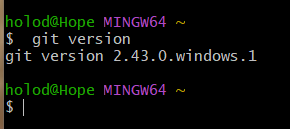 holod@Hope MINGW64 ~
$  git version
git version 2.43.0.windows.1
holod@Hope MINGW64 ~
$